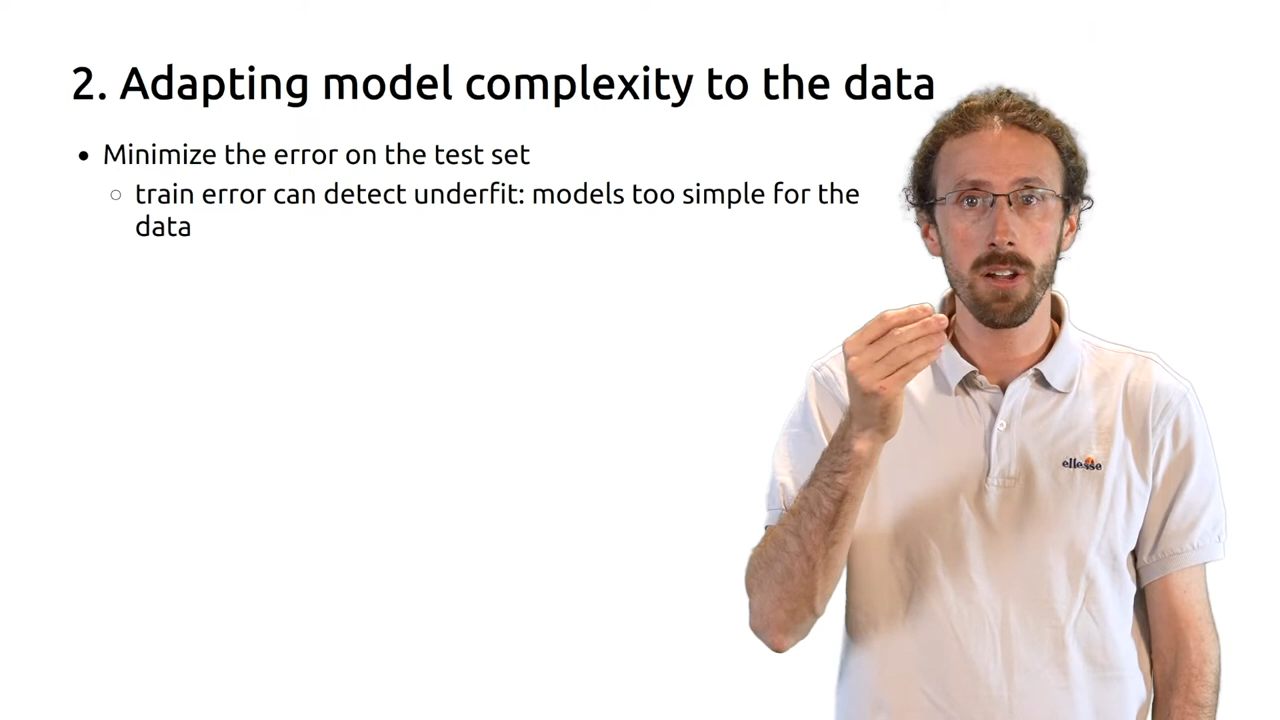 2. Adapting model complexity to the data
• Minimize the error on the test set
○ train error can detect underfit: models too simple for the
data
ellesse